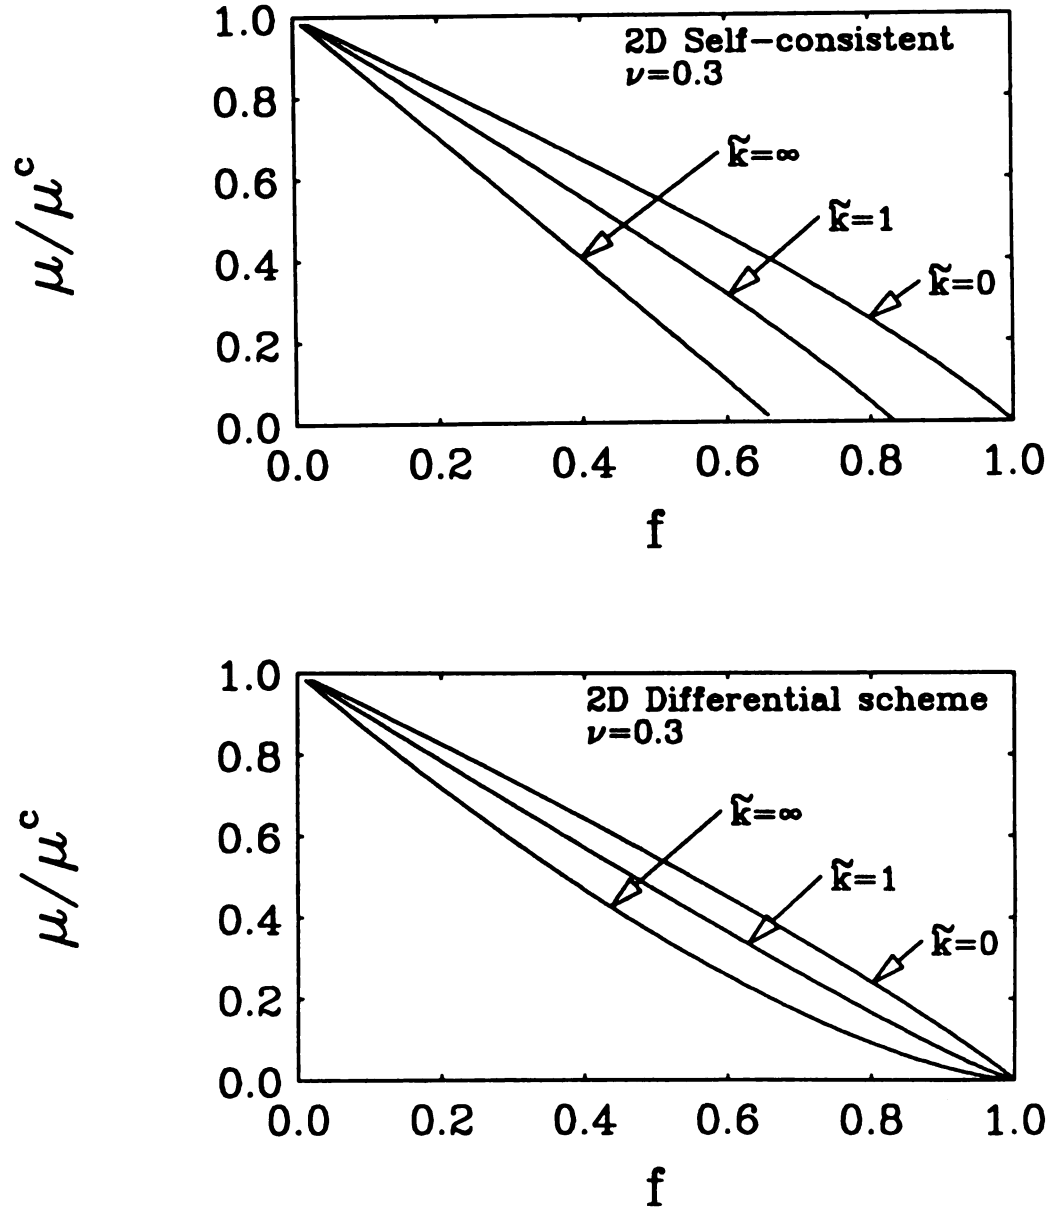 2D Self-consistent
ν=0.3
1.0
0.8
0.6
0.4
0.2
0.0
μ/μᶜ
k̃=∞
k̃=1
k̃=0
0.0 0.2 0.4 0.6 0.8 1.0
f
2D Differential scheme
ν=0.3
1.0
0.8
0.6
0.4
0.2
0.0
μ/μᶜ
k̃=∞
k̃=1
k̃=0
0.0 0.2 0.4 0.6 0.8 1.0
f